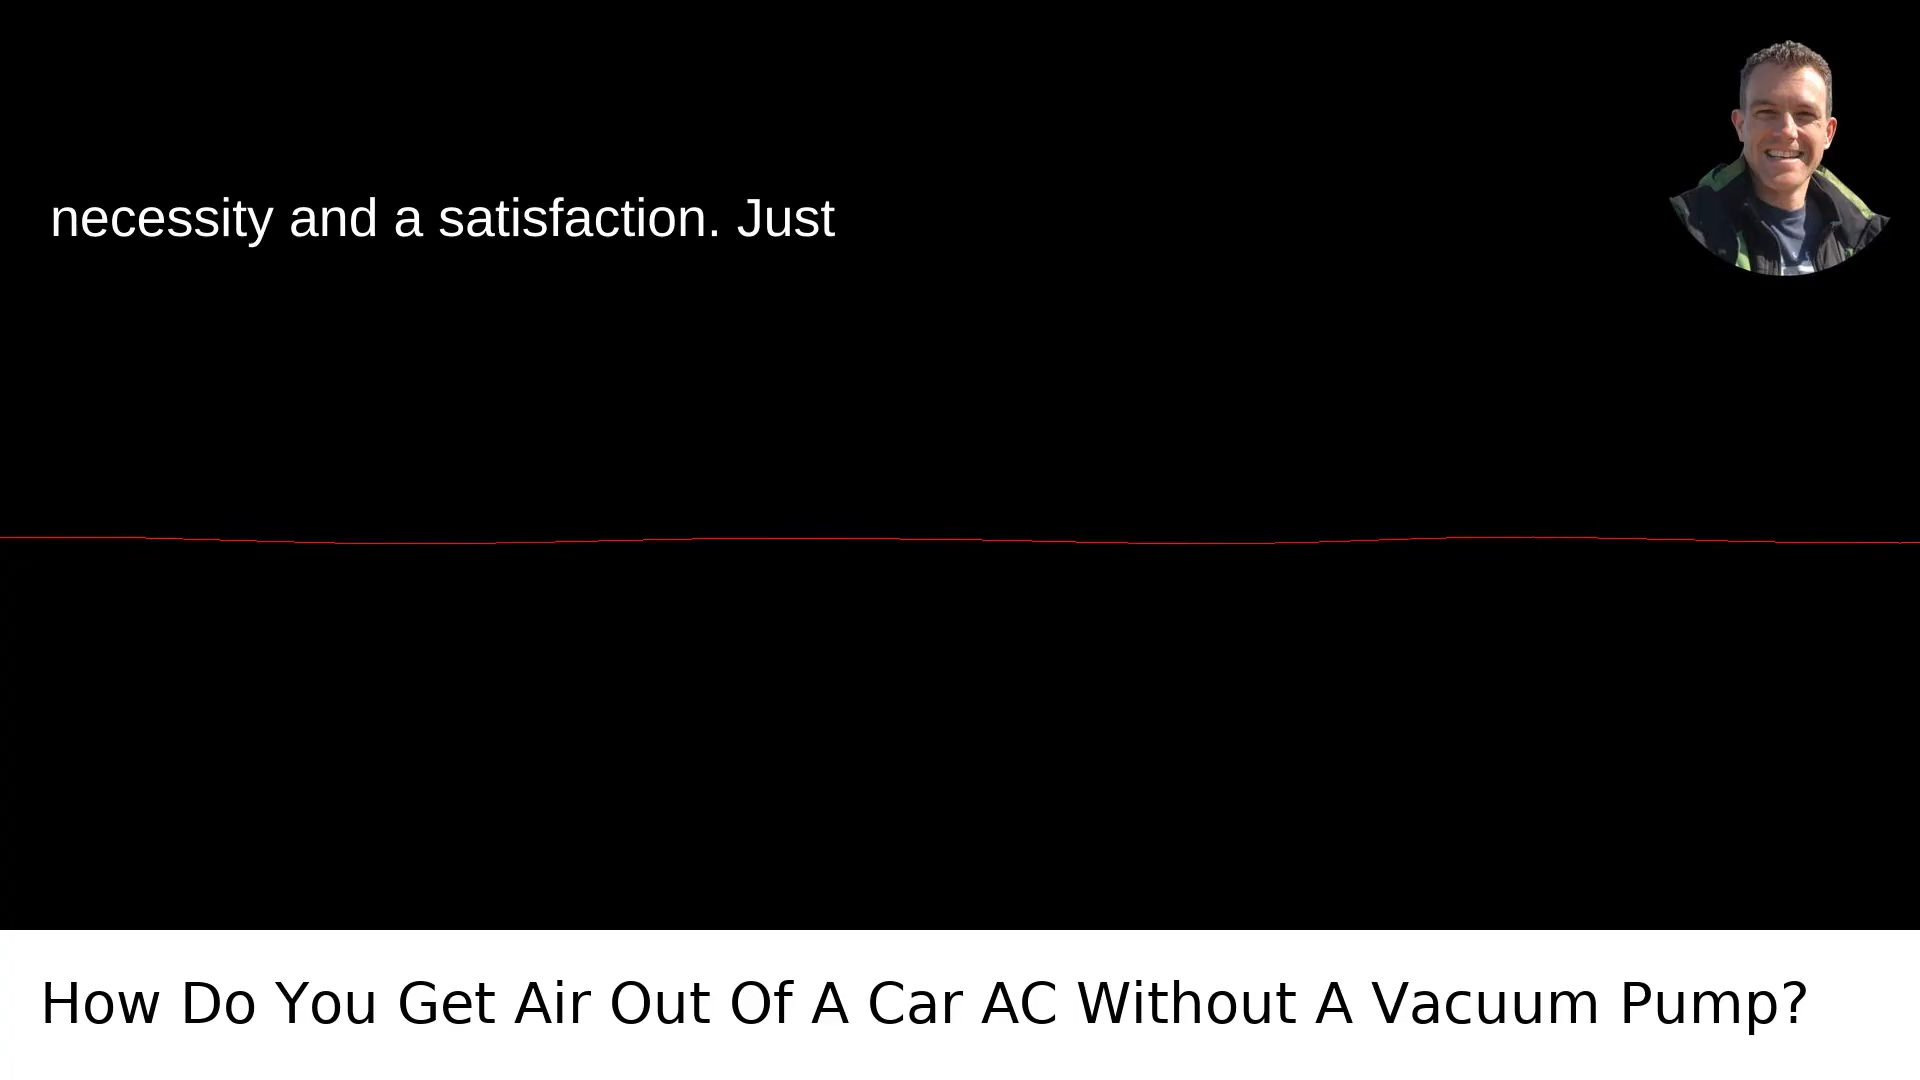 necessity and a satisfaction. Just
How Do You Get Air Out Of A Car AC Without A Vacuum Pump?